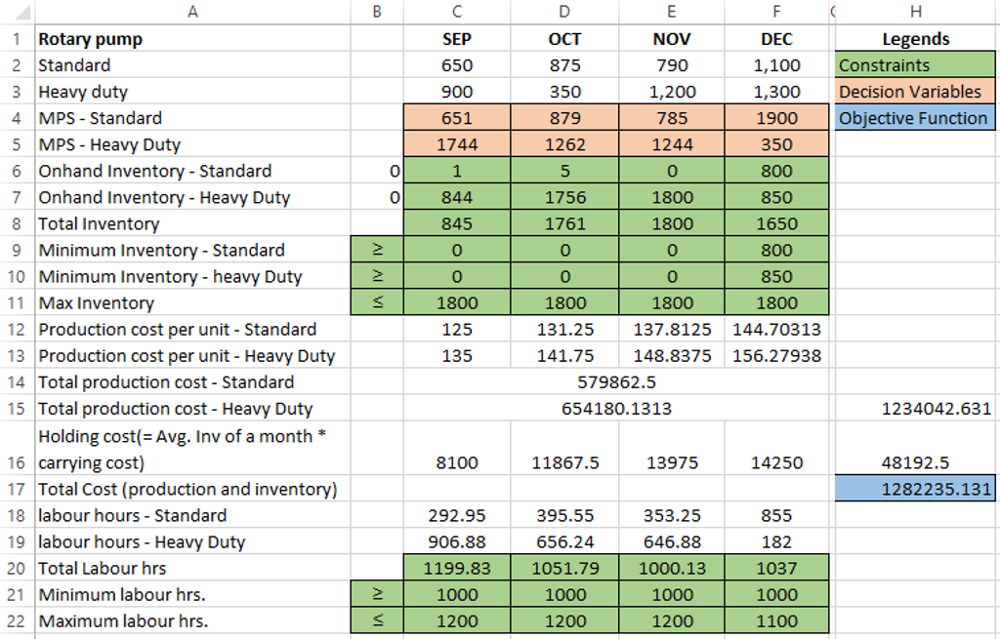 A B C D E F G H
1 Rotary pump SEP OCT NOV DEC Legends
2 Standard 650 875 790 1,100 Constraints
3 Heavy duty 900 350 1,200 1,300 Decision Variables
4 MPS - Standard 651 879 785 1900 Objective Function
5 MPS - Heavy Duty 1744 1262 1244 350
6 Onhand Inventory - Standard 0 1 5 0 800
7 Onhand Inventory - Heavy Duty 0 844 1756 1800 850
8 Total Inventory 845 1761 1800 1650
9 Minimum Inventory - Standard ≥ 0 0 0 800
10 Minimum Inventory - heavy Duty ≥ 0 0 0 850
11 Max Inventory ≤ 1800 1800 1800 1800
12 Production cost per unit - Standard 125 131.25 137.8125 144.70313
13 Production cost per unit - Heavy Duty 135 141.75 148.8375 156.27938
14 Total production cost - Standard 579862.5
15 Total production cost - Heavy Duty 654180.1313 1234042.631
Holding cost(= Avg. Inv of a month *
16 carrying cost) 8100 11867.5 13975 14250 48192.5
17 Total Cost (production and inventory) 1282235.131
18 labour hours - Standard 292.95 395.55 353.25 855
19 labour hours - Heavy Duty 906.88 656.24 646.88 182
20 Total Labour hrs 1199.83 1051.79 1000.13 1037
21 Minimum labour hrs. ≥ 1000 1000 1000 1000
22 Maximum labour hrs. ≤ 1200 1200 1200 1100